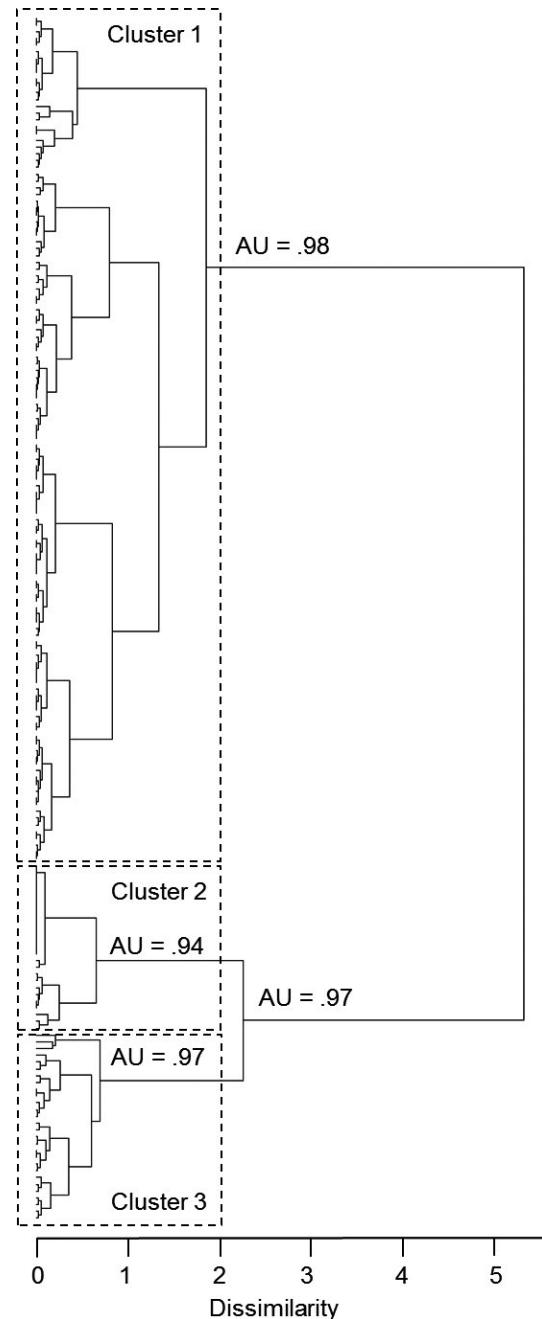 Cluster 1
AU = .98
Cluster 2
AU = .94
AU = .97
AU = .97
Cluster 3
0 1 2 3 4 5
Dissimilarity